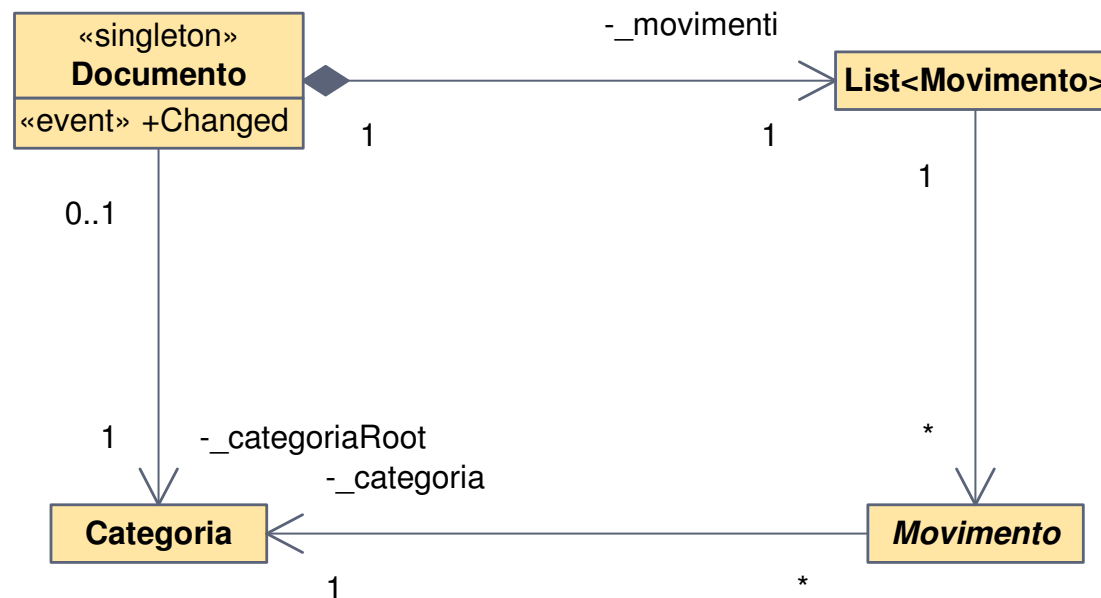 «singleton»
Documento
«event» +Changed
-_movimenti
List<Movimento>
1
1
1
0..1
1
-_categoriaRoot
*
-_categoria
Categoria
Movimento
1
*